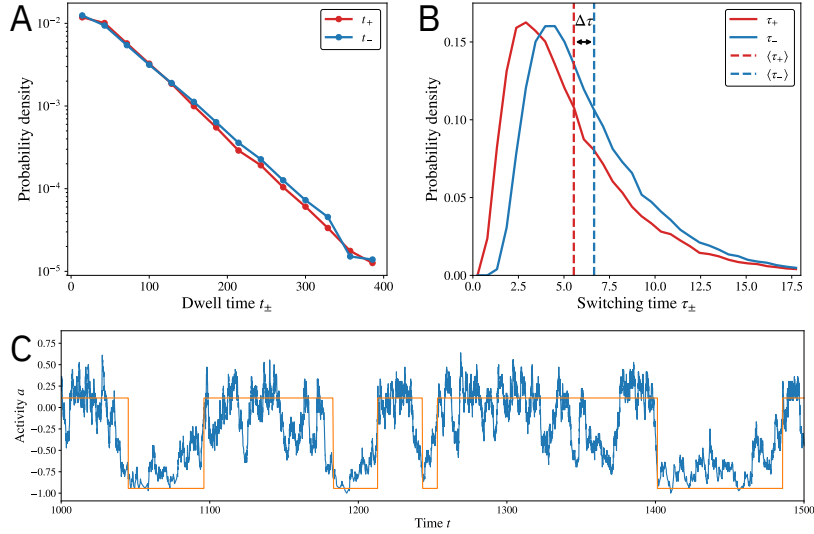 A
10⁻²
10⁻³
10⁻⁴
10⁻⁵
Probability density
0 100 200 300 400
Dwell time t±
t₊
t₋
B
0.15
0.10
0.05
0.00
Probability density
0.0 2.5 5.0 7.5 10.0 12.5 15.0 17.5
Switching time τ±
Δτ
τ₊
τ₋
⟨τ₊⟩
⟨τ₋⟩
C
0.75
0.50
0.25
0.00
−0.25
−0.50
−0.75
−1.00
Activity a
1000 1100 1200 1300 1400 1500
Time t